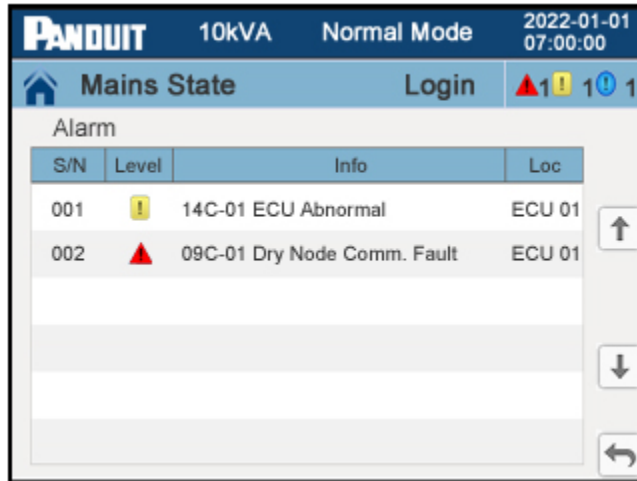 PANDUIT 10kVA Normal Mode 2022-01-01
07:00:00
Mains State Login 1 ! 1 ! 1
Alarm
S/N Level Info Loc
001 ! 14C-01 ECU Abnormal ECU 01
002 09C-01 Dry Node Comm. Fault ECU 01